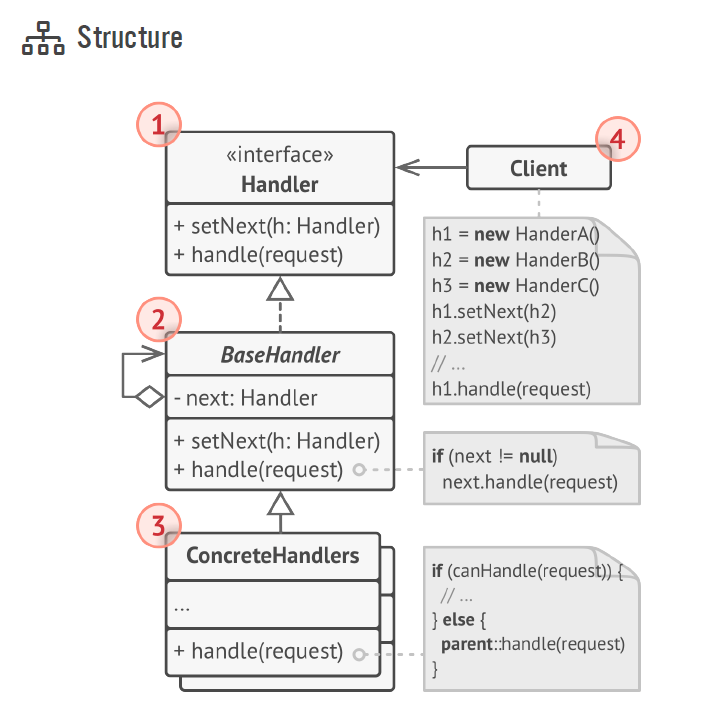 Structure
1
«interface»
Handler
+ setNext(h: Handler)
+ handle(request)
4
Client
h1 = new HanderA()
h2 = new HanderB()
h3 = new HanderC()
h1.setNext(h2)
h2.setNext(h3)
// ...
h1.handle(request)
2
BaseHandler
- next: Handler
+ setNext(h: Handler)
+ handle(request)
if (next != null)
next.handle(request)
3
ConcreteHandlers
...
+ handle(request)
if (canHandle(request)) {
// ...
} else {
parent::handle(request)
}